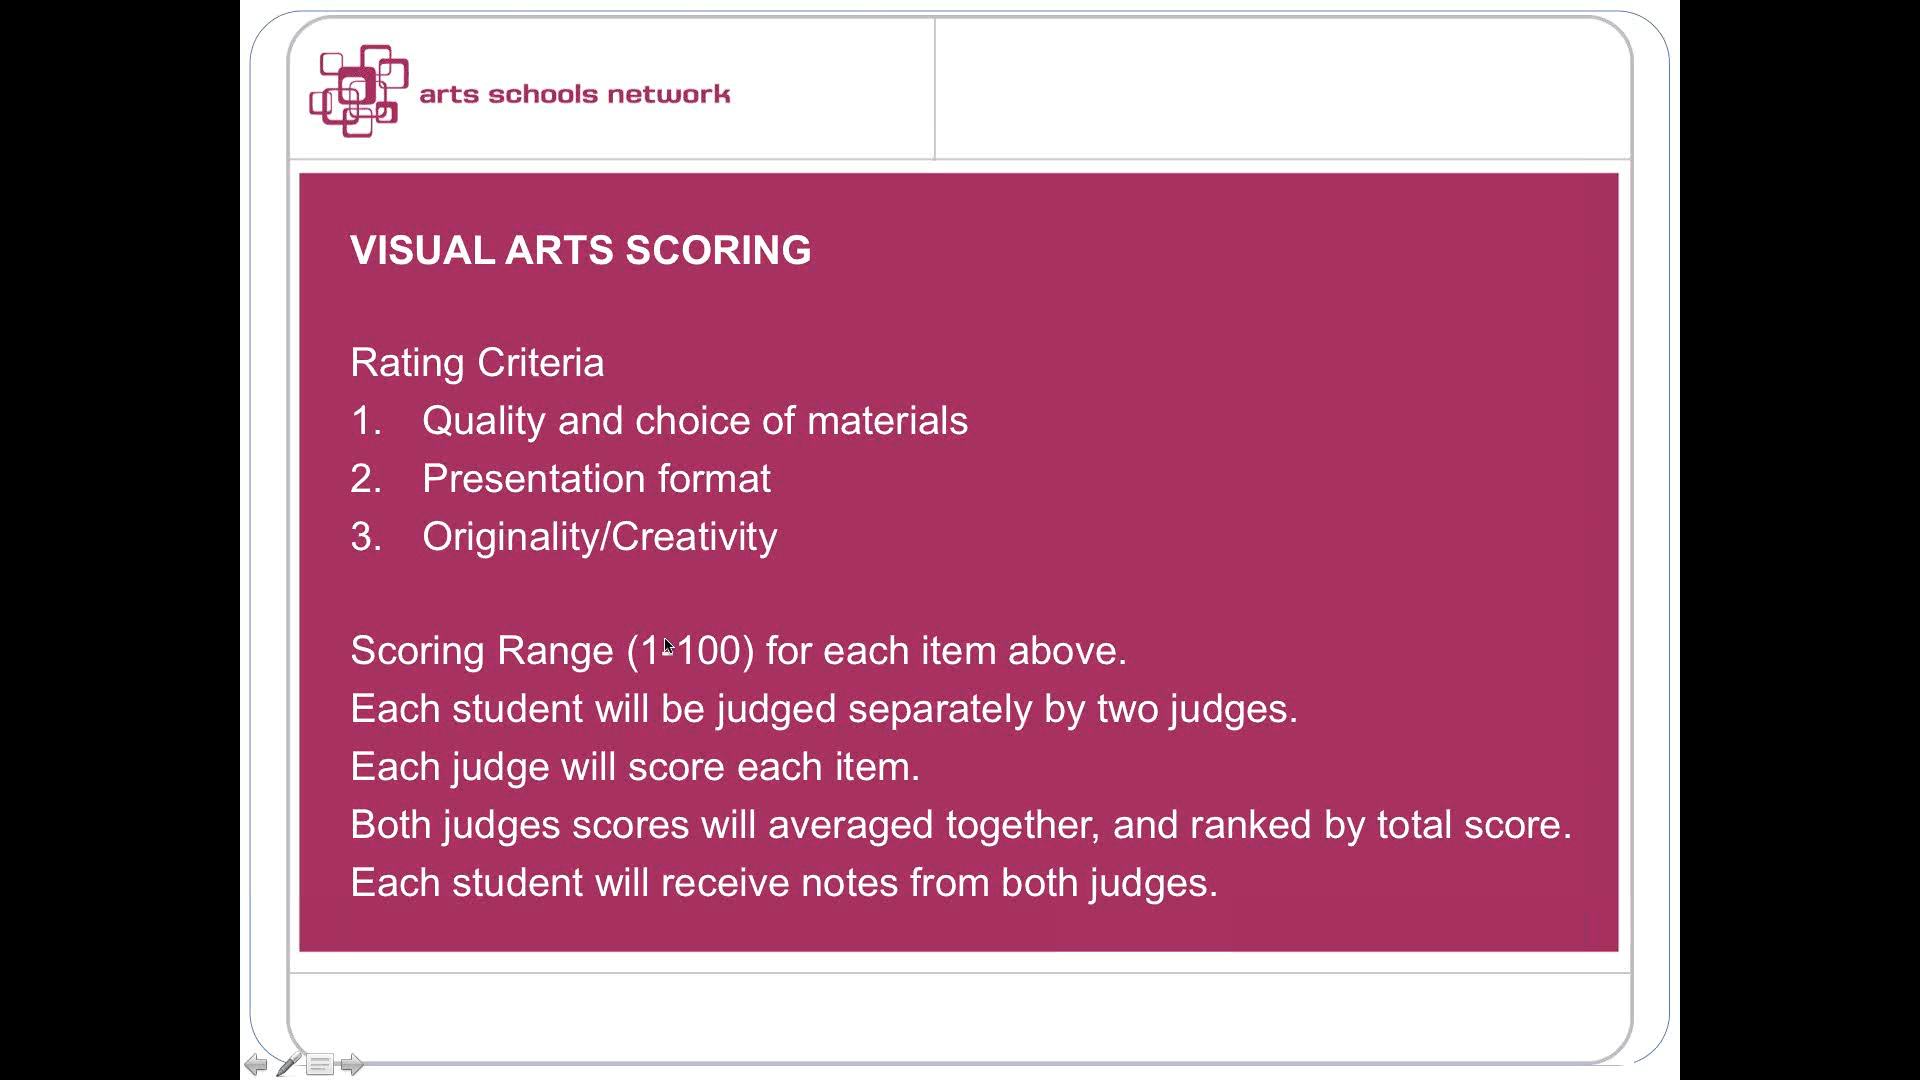 arts schools network
VISUAL ARTS SCORING
Rating Criteria
1. Quality and choice of materials
2. Presentation format
3. Originality/Creativity
Scoring Range (1-100) for each item above.
Each student will be judged separately by two judges.
Each judge will score each item.
Both judges scores will averaged together, and ranked by total score.
Each student will receive notes from both judges.